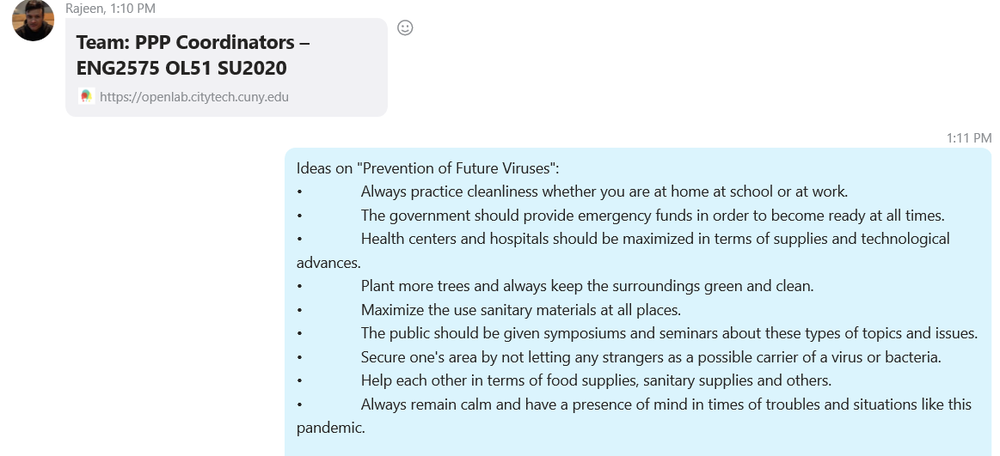 Rajeen, 1:10 PM
Team: PPP Coordinators –
ENG2575 OL51 SU2020
https://openlab.citytech.cuny.edu
1:11 PM
Ideas on "Prevention of Future Viruses":
• Always practice cleanliness whether you are at home at school or at work.
• The government should provide emergency funds in order to become ready at all times.
• Health centers and hospitals should be maximized in terms of supplies and technological
advances.
• Plant more trees and always keep the surroundings green and clean.
• Maximize the use sanitary materials at all places.
• The public should be given symposiums and seminars about these types of topics and issues.
• Secure one's area by not letting any strangers as a possible carrier of a virus or bacteria.
• Help each other in terms of food supplies, sanitary supplies and others.
• Always remain calm and have a presence of mind in times of troubles and situations like this
pandemic.